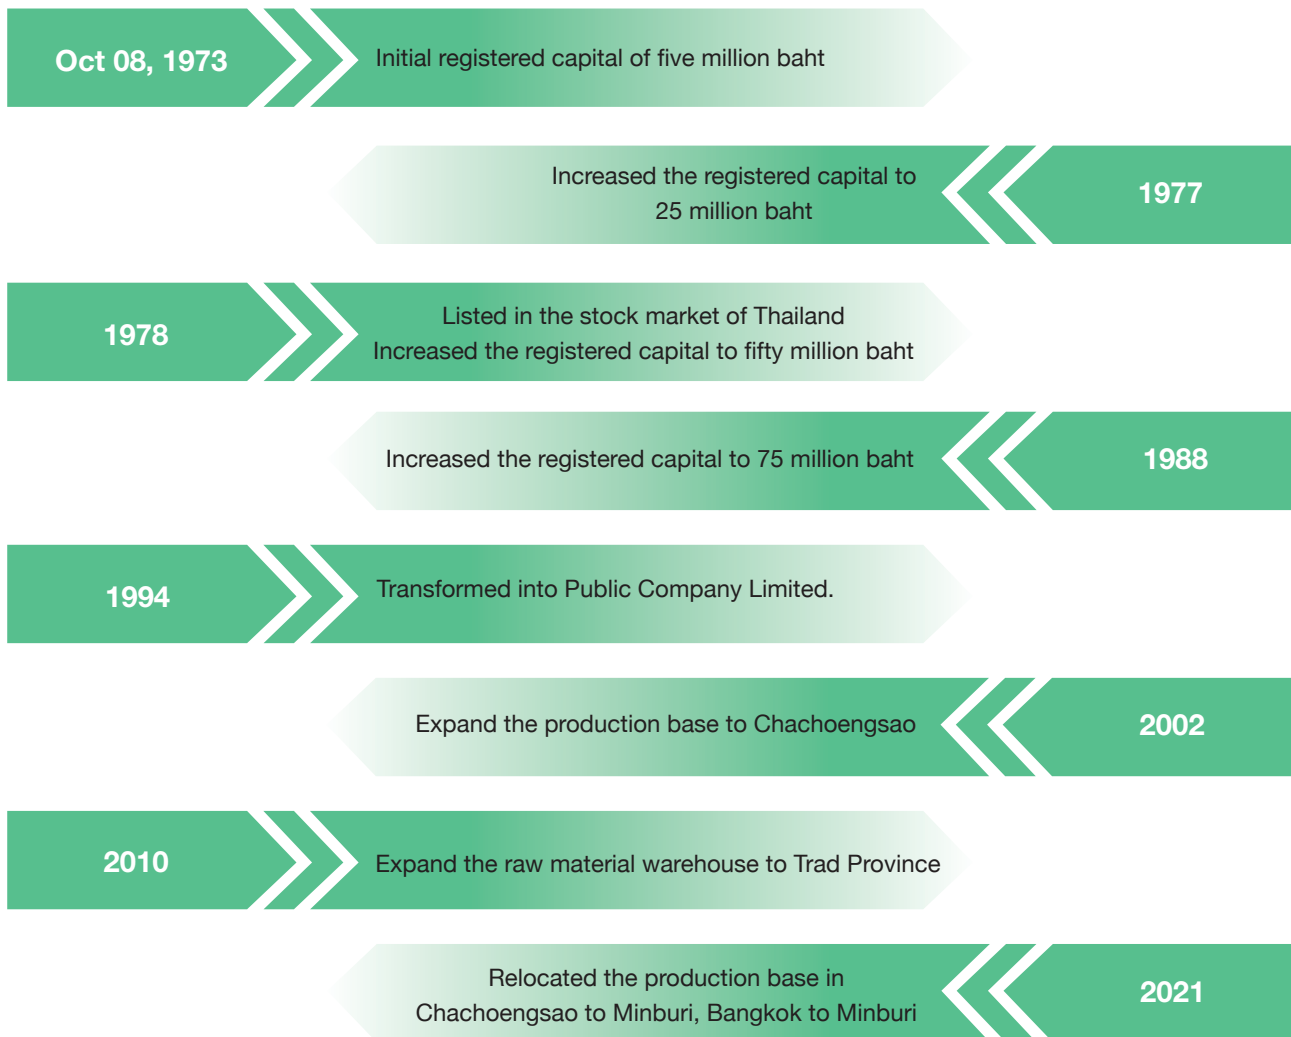 Oct 08, 1973
Initial registered capital of five million baht
Increased the registered capital to
25 million baht
1977
1978
Listed in the stock market of Thailand
Increased the registered capital to fifty million baht
Increased the registered capital to 75 million baht
1988
1994
Transformed into Public Company Limited.
Expand the production base to Chachoengsao
2002
2010
Expand the raw material warehouse to Trad Province
Relocated the production base in
Chachoengsao to Minburi, Bangkok to Minburi
2021